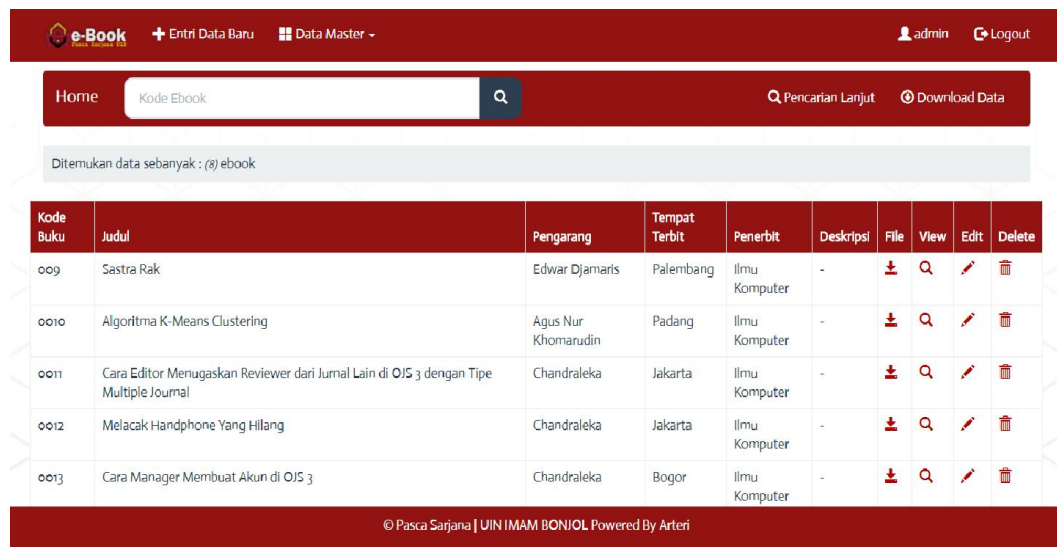 e-Book
Pasca Sarjana UIB
Entri Data Baru
Data Master
admin
Logout
Home
Kode Ebook
Pencarian Lanjut
Download Data
Ditemukan data sebanyak : (8) ebook
Kode Buku Judul Pengarang Tempat Terbit Penerbit Deskripsi File View Edit Delete
009 Sastra Rak Edwar Djamaris Palembang Ilmu Komputer -
0010 Algoritma K-Means Clustering Agus Nur Khomarudin Padang Ilmu Komputer -
0011 Cara Editor Menugaskan Reviewer dari Jurnal Lain di OJS 3 dengan Tipe Multiple Journal Chandraleka Jakarta Ilmu Komputer -
0012 Melacak Handphone Yang Hilang Chandraleka Jakarta Ilmu Komputer -
0013 Cara Manager Membuat Akun di OJS 3 Chandraleka Bogor Ilmu Komputer -
© Pasca Sarjana | UIN IMAM BONJOL Powered By Arteri